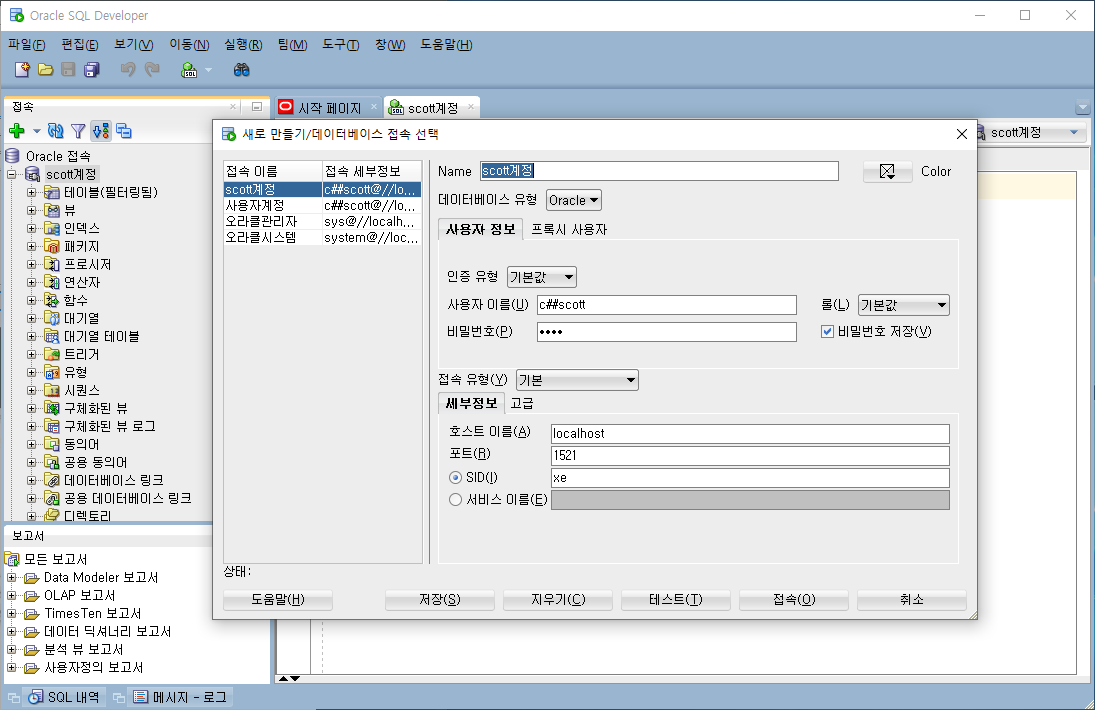 Oracle SQL Developer
파일(F) 편집(E) 보기(V) 이동(N) 실행(R) 팀(M) 도구(T) 창(W) 도움말(H)
SQL
접속
시작 페이지
scott계정
scott계정
Oracle 접속
scott계정
테이블(필터링됨)
뷰
인덱스
패키지
프로시저
연산자
함수
대기열
대기열 테이블
트리거
유형
시퀀스
구체화된 뷰
구체화된 뷰 로그
동의어
공용 동의어
데이터베이스 링크
공용 데이터베이스 링크
디렉토리
보고서
모든 보고서
Data Modeler 보고서
OLAP 보고서
TimesTen 보고서
데이터 딕셔너리 보고서
분석 뷰 보고서
사용자정의 보고서
새로 만들기/데이터베이스 접속 선택
접속 이름 접속 세부정보
scott계정 c##scott@//lo...
사용자계정 c##scott@//lo...
오라클관리자 sys@//localh...
오라클시스템 system@//loc...
Name scott계정 Color
데이터베이스 유형 Oracle
사용자 정보 프록시 사용자
인증 유형 기본값
사용자 이름(U) c##scott 롤(L) 기본값
비밀번호(P) •••• 비밀번호 저장(V)
접속 유형(Y) 기본
세부정보 고급
호스트 이름(A) localhost
포트(R) 1521
SID(I) xe
서비스 이름(E)
상태:
도움말(H) 저장(S) 지우기(C) 테스트(T) 접속(O) 취소
SQL 내역 메시지 - 로그